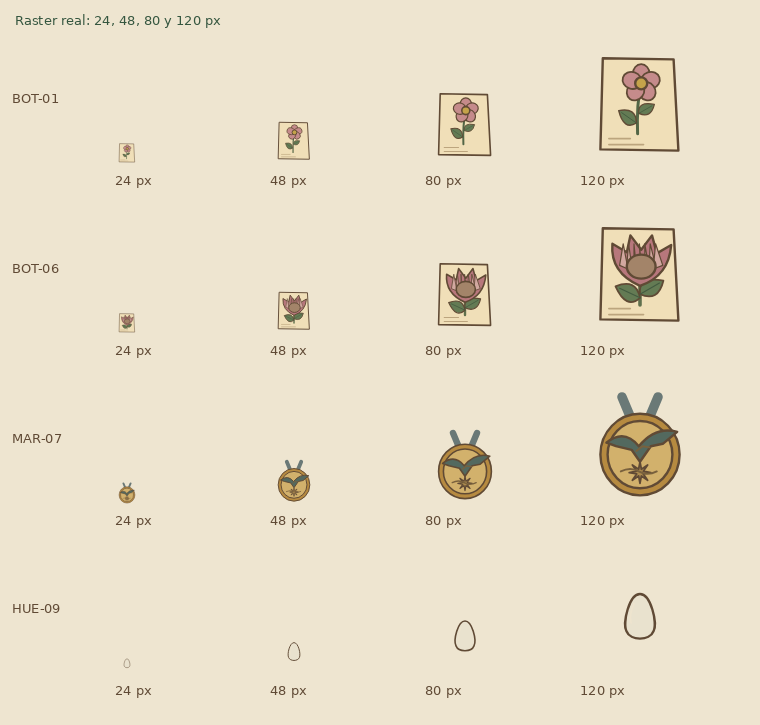 Raster real: 24, 48, 80 y 120 px
BOT-01
24 px 48 px 80 px 120 px
BOT-06
24 px 48 px 80 px 120 px
MAR-07
24 px 48 px 80 px 120 px
HUE-09
24 px 48 px 80 px 120 px